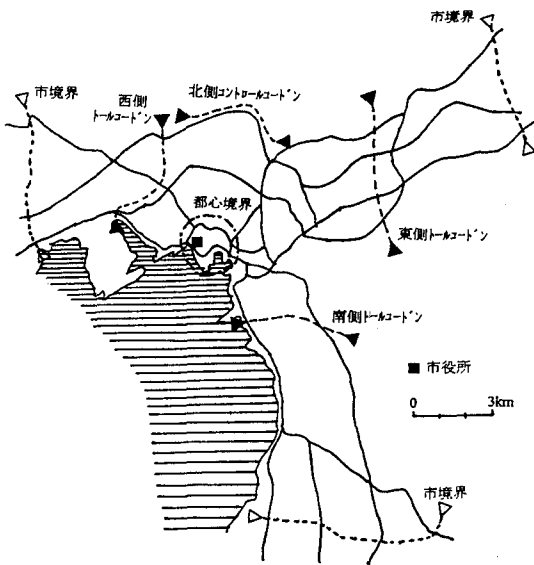 市境界
市境界
西側
トールコードン
北側コントロールコードン
都心境界
東側トールコードン
南側トールコードン
■ 市役所
0 3km
市境界